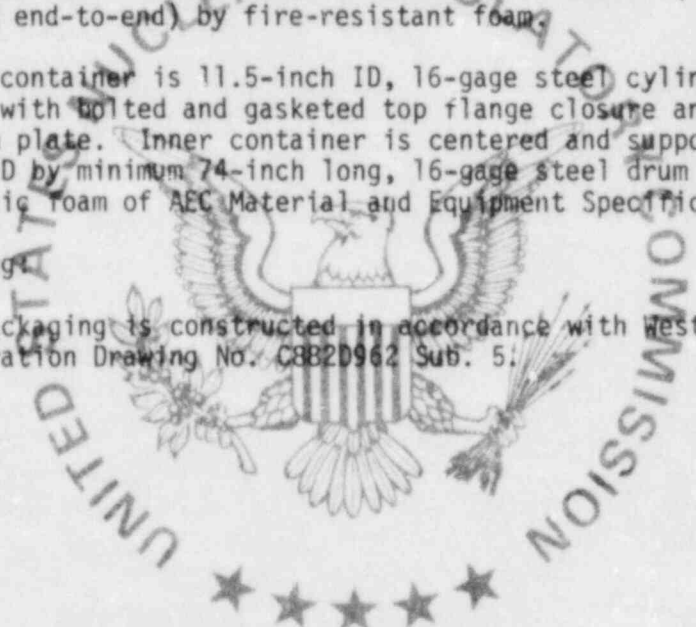 end-to-end) by fire-resistant foam.
container is 11.5-inch ID, 16-gage steel cylin
with bolted and gasketed top flange closure an
plate. Inner container is centered and suppo
D by minimum 74-inch long, 16-gage steel drum
ic foam of AEC Material and Equipment Specific
g:
ckaging is constructed in accordance with West
ation Drawing No. C882D962 Sub. 5.
UNITED STATES NUCLE LATORY COMMISSION